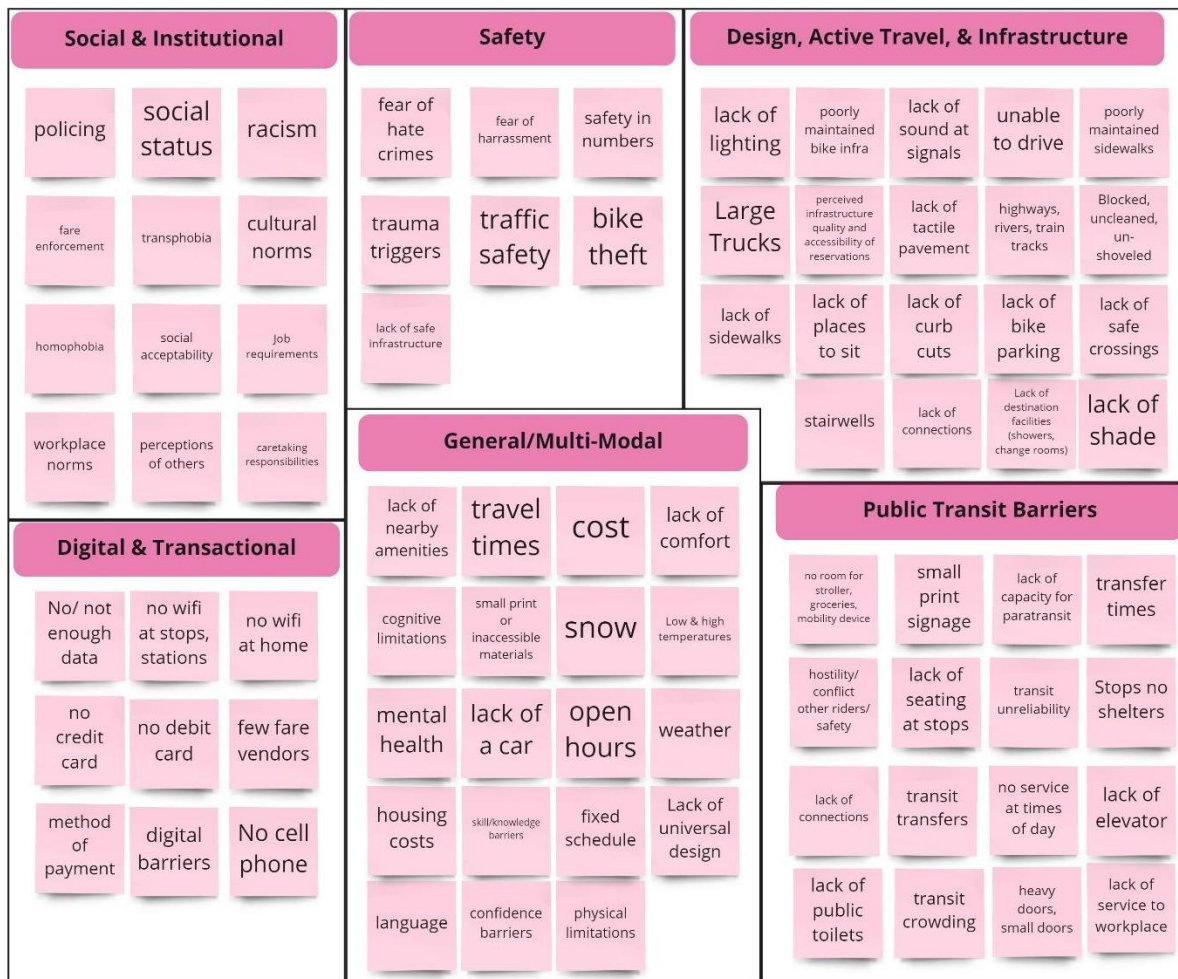 Social & Institutional
policing
social
status
racism
fare
enforcement
transphobia
cultural
norms
homophobia
social
acceptability
Job
requirements
workplace
norms
perceptions
of others
caretaking
responsibilities
Safety
fear of
hate
crimes
fear of
harrassment
safety in
numbers
trauma
triggers
traffic
safety
bike
theft
lack of safe
infrastructure
Design, Active Travel, & Infrastructure
lack of
lighting
poorly
maintained
bike infra
lack of
sound at
signals
unable
to drive
poorly
maintained
sidewalks
Large
Trucks
perceived
infrastructure
quality and
accessibility of
reservations
lack of
tactile
pavement
highways,
rivers, train
tracks
Blocked,
uncleaned,
un-
shoveled
lack of
sidewalks
lack of
places
to sit
lack of
curb
cuts
lack of
bike
parking
lack of
safe
crossings
stairwells
lack of
connections
Lack of
destination
facilities
(showers,
change rooms)
lack of
shade
Digital & Transactional
No/ not
enough
data
no wifi
at stops,
stations
no wifi
at home
no
credit
card
no debit
card
few fare
vendors
method
of
payment
digital
barriers
No cell
phone
General/Multi-Modal
lack of
nearby
amenities
travel
times
cost
lack of
comfort
cognitive
limitations
small print
or
inaccessible
materials
snow
Low & high
temperatures
mental
health
lack of
a car
open
hours
weather
housing
costs
skill/knowledge
barriers
fixed
schedule
Lack of
universal
design
language
confidence
barriers
physical
limitations
Public Transit Barriers
no room for
stroller,
groceries,
mobility device
small
print
signage
lack of
capacity for
paratransit
transfer
times
hostility/
conflict
other riders/
safety
lack of
seating
at stops
transit
unreliability
Stops no
shelters
lack of
connections
transit
transfers
no service
at times
of day
lack of
elevator
lack of
public
toilets
transit
crowding
heavy
doors,
small doors
lack of
service to
workplace